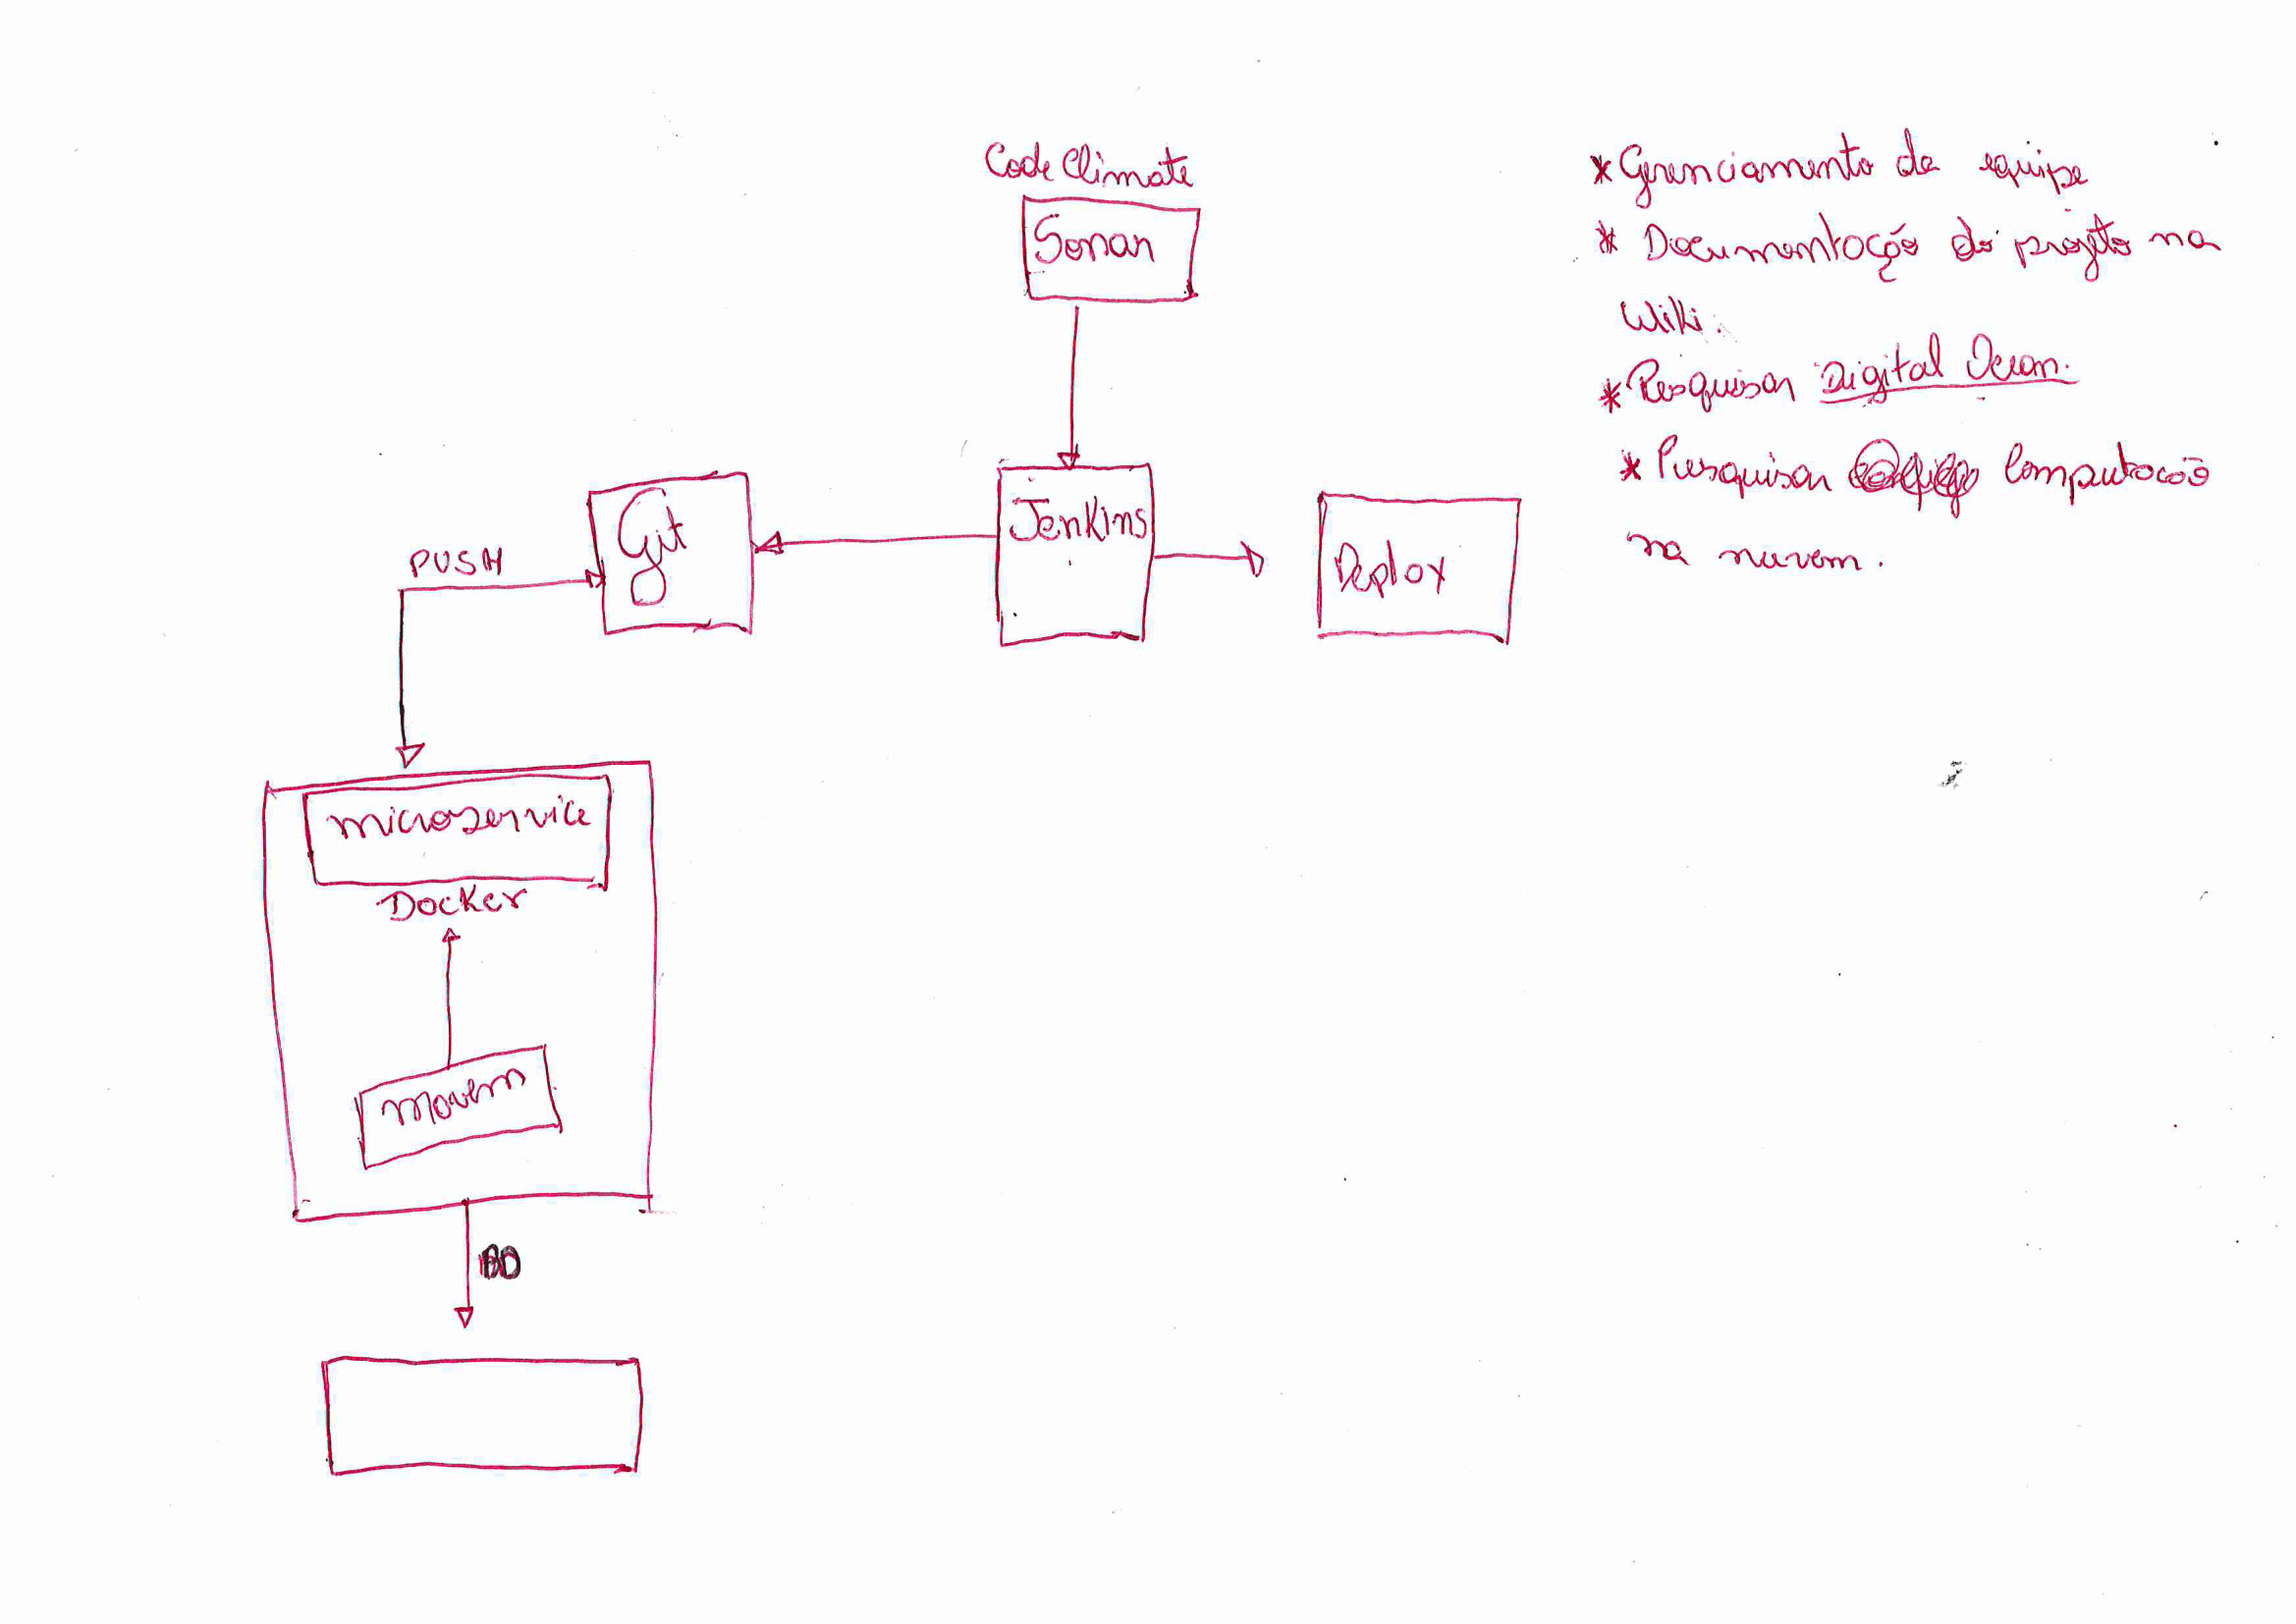 Code Climate
Sonar
* Gerenciamento de equipe
* Documentação do projeto na
Wiki.
* Pesquisar Digital Ocean.
* Pesquisar Computação
na nuvem.
Jenkins
Git
PUSH
Deploy
microservice
Docker
maven
BD